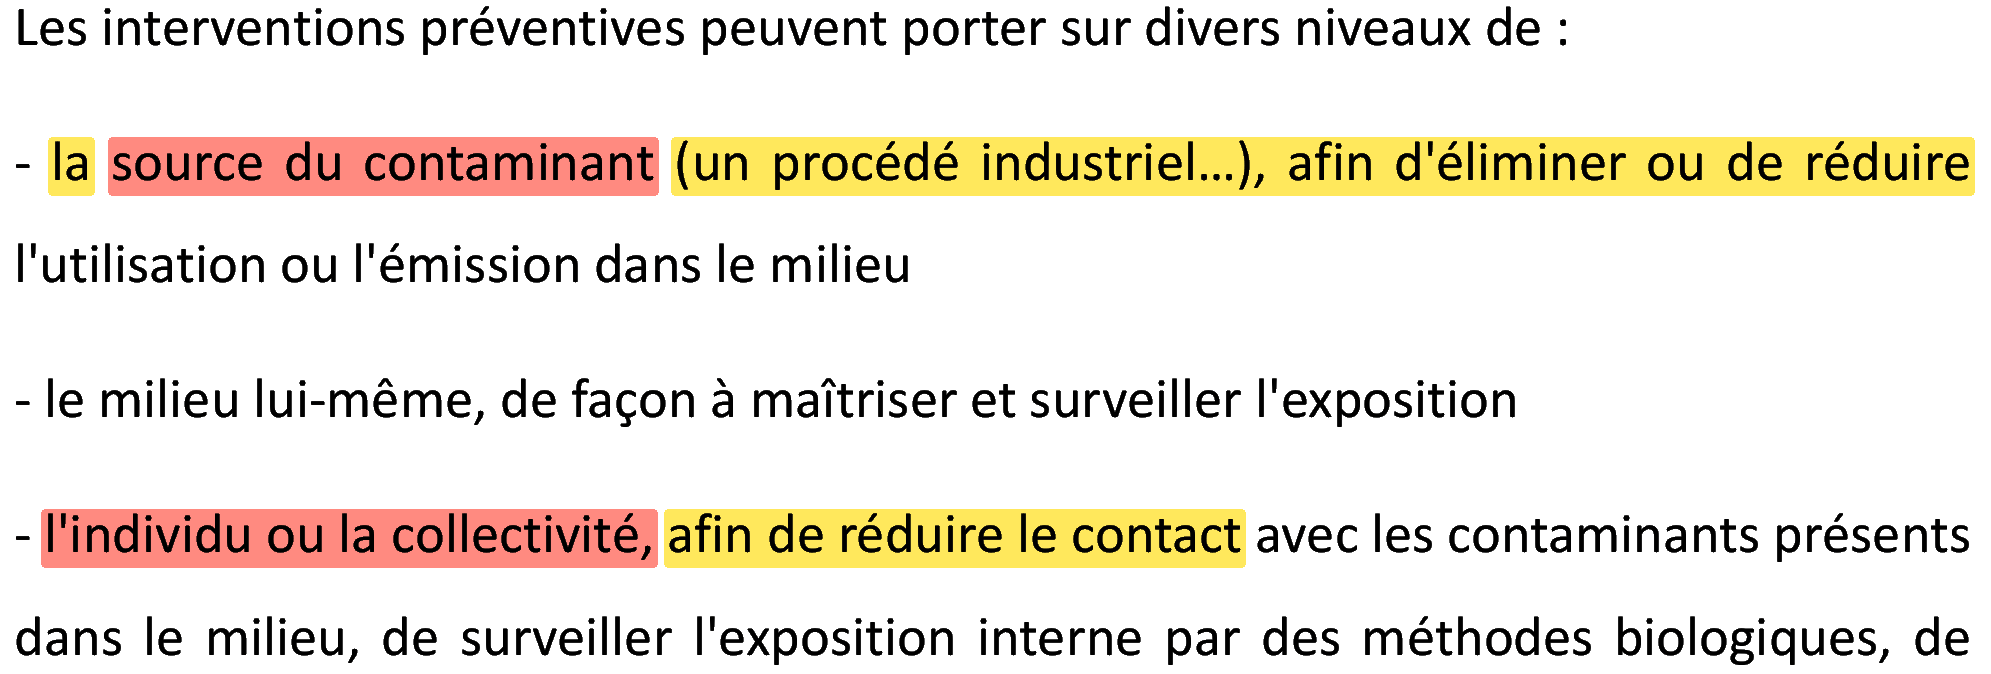 Les interventions préventives peuvent porter sur divers niveaux de :
- la source du contaminant (un procédé industriel…), afin d'éliminer ou de réduire
l'utilisation ou l'émission dans le milieu
- le milieu lui-même, de façon à maîtriser et surveiller l'exposition
- l'individu ou la collectivité, afin de réduire le contact avec les contaminants présents
dans le milieu, de surveiller l'exposition interne par des méthodes biologiques, de